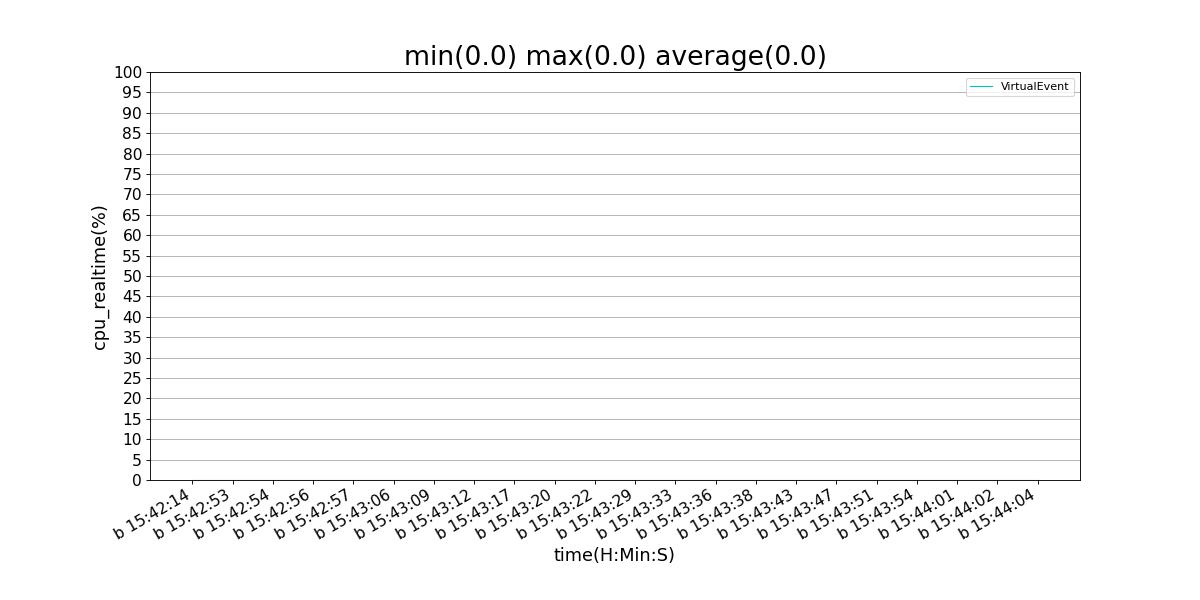 min(0.0) max(0.0) average(0.0)
VirtualEvent
cpu_realtime(%)
100
95
90
85
80
75
70
65
60
55
50
45
40
35
30
25
20
15
10
5
0
b 15:42:14
b 15:42:53
b 15:42:54
b 15:42:56
b 15:42:57
b 15:43:06
b 15:43:09
b 15:43:12
b 15:43:17
b 15:43:20
b 15:43:22
b 15:43:29
b 15:43:33
b 15:43:36
b 15:43:38
b 15:43:43
b 15:43:47
b 15:43:51
b 15:43:54
b 15:44:01
b 15:44:02
b 15:44:04
time(H:Min:S)